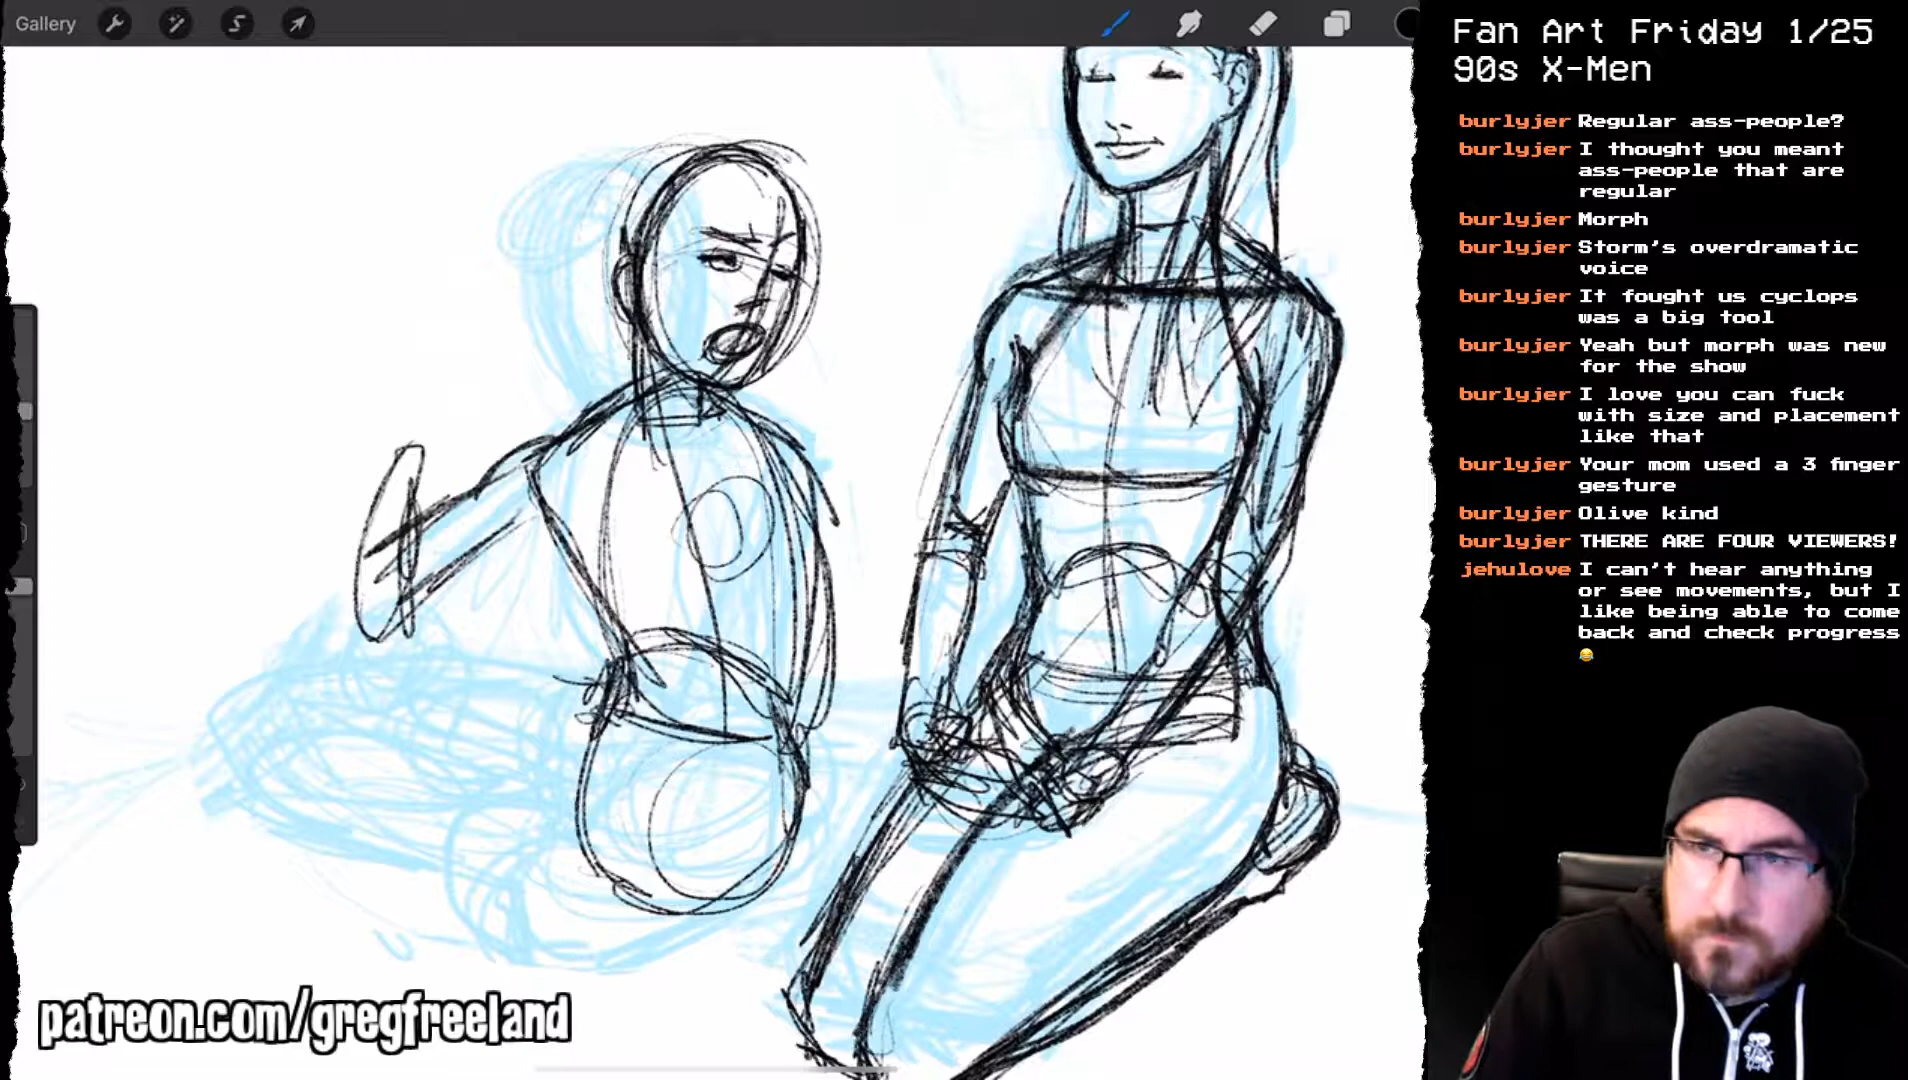 Gallery
Fan Art Friday 1/25
90s X-Men
burlyjer Regular ass-people?
burlyjer I thought you meant
ass-people that are
regular
burlyjer Morph
burlyjer Storm's overdramatic
voice
burlyjer It fought us cyclops
was a big tool
burlyjer Yeah but morph was new
for the show
burlyjer I love you can fuck
with size and placement
like that
burlyjer Your mom used a 3 finger
gesture
burlyjer Olive kind
burlyjer THERE ARE FOUR VIEWERS!
jehulove I can't hear anything
or see movements, but I
like being able to come
back and check progress
😂
patreon.com/gregfreeland